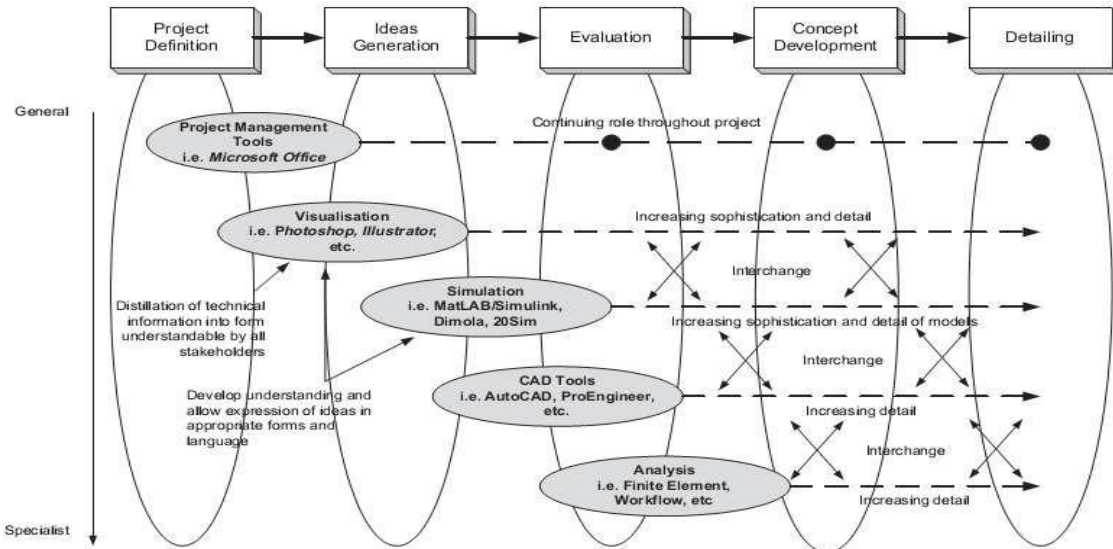 Project
Definition
Ideas
Generation
Evaluation
Concept
Development
Detailing
General
Project Management
Tools
i.e. Microsoft Office
Continuing role throughout project
Visualisation
i.e. Photoshop, Illustrator,
etc.
Increasing sophistication and detail
Interchange
Simulation
i.e. MatLAB/Simulink,
Dimola, 20Sim
Distillation of technical
information into form
understandable by all
stakeholders
Increasing sophistication and detail of models
Interchange
CAD Tools
i.e. AutoCAD, ProEngineer,
etc.
Develop understanding and
allow expression of ideas in
appropriate forms and
language
Increasing detail
Interchange
Analysis
i.e. Finite Element,
Workflow, etc
Increasing detail
Specialist